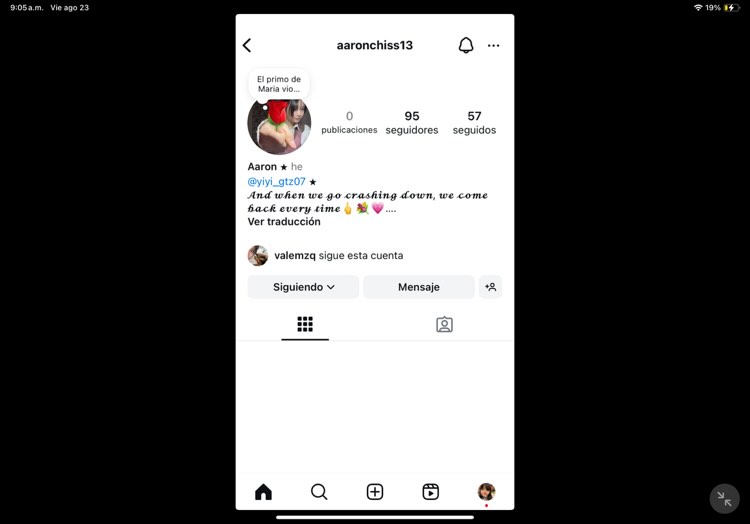 9:05 a.m. Vie ago 23
19%
aaronchiss13
El primo de
Maria vio...
0
publicaciones
95
seguidores
57
seguidos
Aaron ★ he
@yiyi_gtz07 ★
And when we go crashing down, we come
back every time🫰💐💗....
Ver traducción
valemzq sigue esta cuenta
Siguiendo
Mensaje